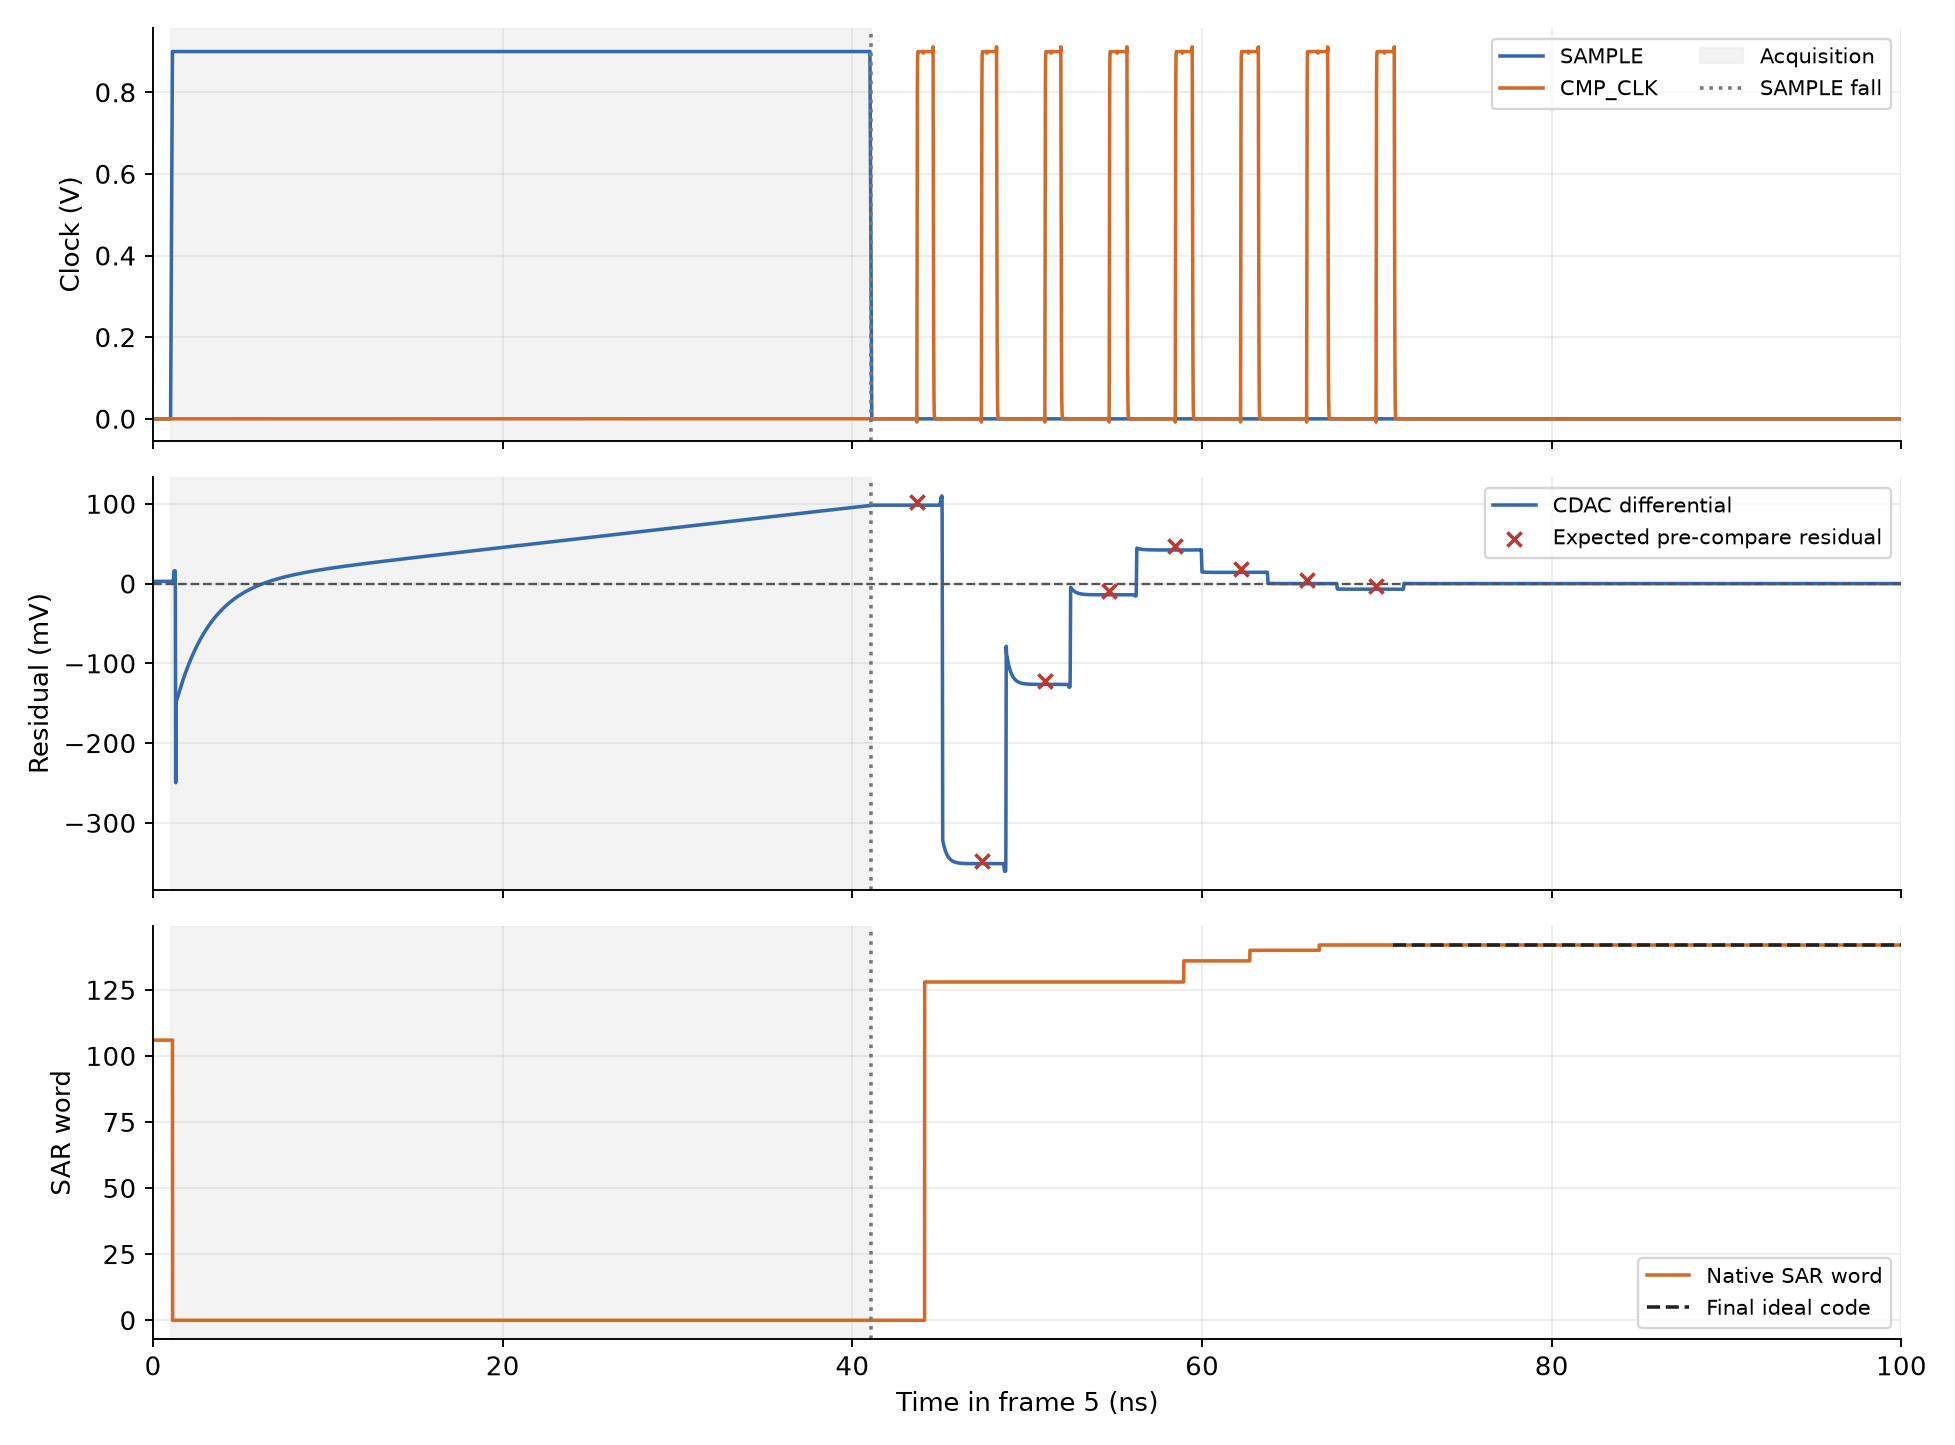 SAMPLE
CMP_CLK
Acquisition
SAMPLE fall
0.8
0.6
0.4
0.2
0.0
Clock (V)
CDAC differential
Expected pre-compare residual
100
0
−100
−200
−300
Residual (mV)
125
100
75
50
25
0
SAR word
Native SAR word
Final ideal code
0 20 40 60 80 100
Time in frame 5 (ns)